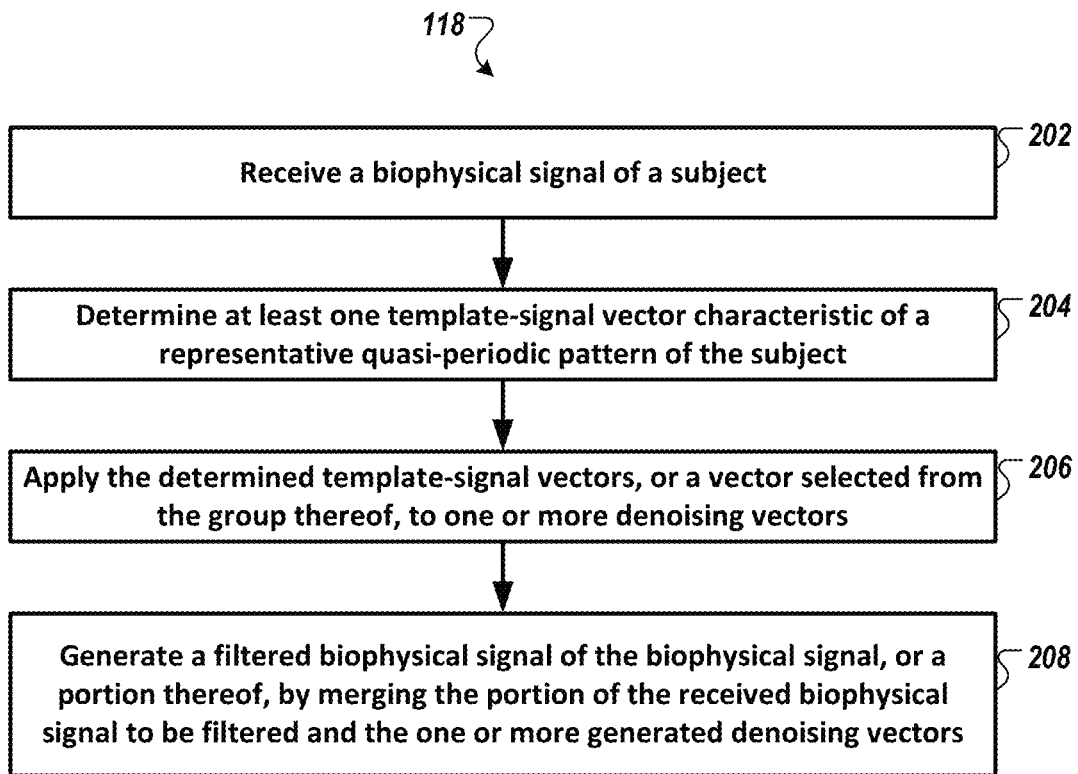 118
202
Receive a biophysical signal of a subject
204
Determine at least one template-signal vector characteristic of a
representative quasi-periodic pattern of the subject
206
Apply the determined template-signal vectors, or a vector selected from
the group thereof, to one or more denoising vectors
208
Generate a filtered biophysical signal of the biophysical signal, or a
portion thereof, by merging the portion of the received biophysical
signal to be filtered and the one or more generated denoising vectors